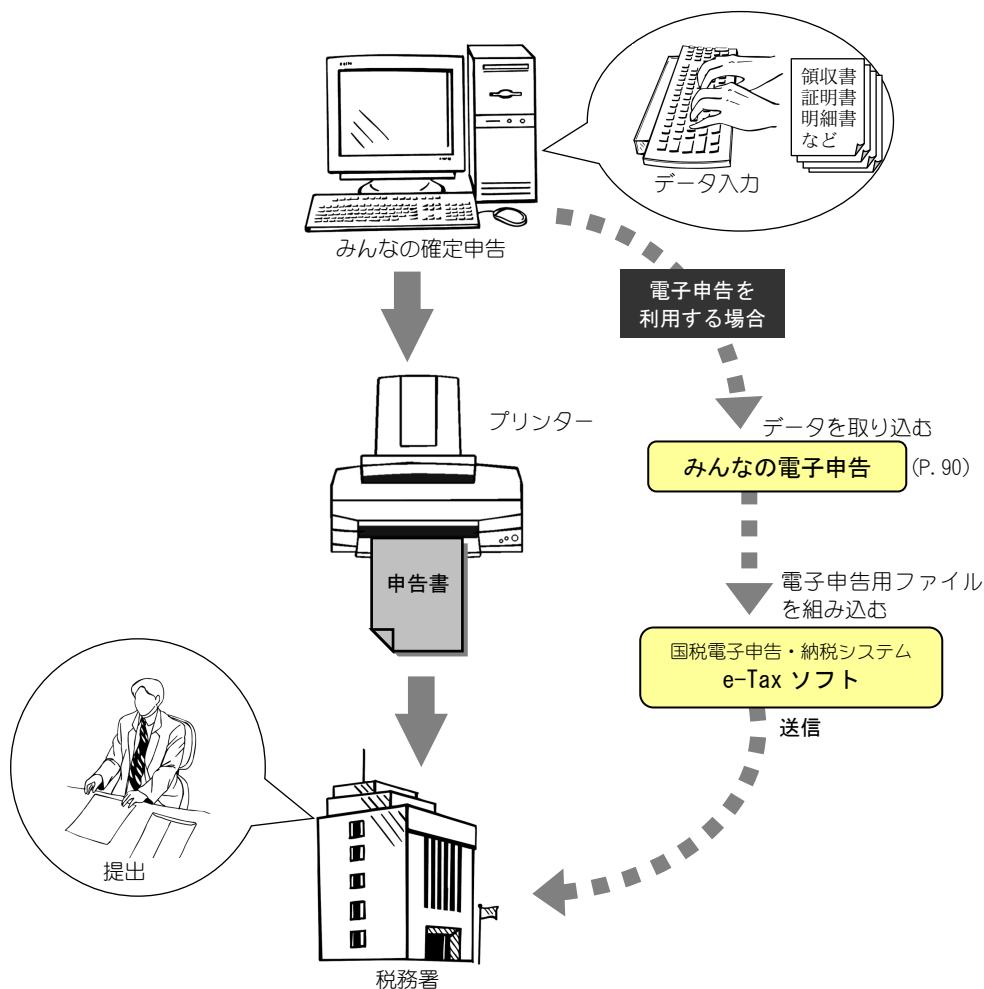 領収書
証明書
明細書
など
データ入力
みんなの確定申告
電子申告を
利用する場合
プリンター
データを取り込む
みんなの電子申告
(P.90)
申告書
電子申告用ファイル
を組み込む
国税電子申告・納税システム
e-Tax ソフト
送信
提出
税務署